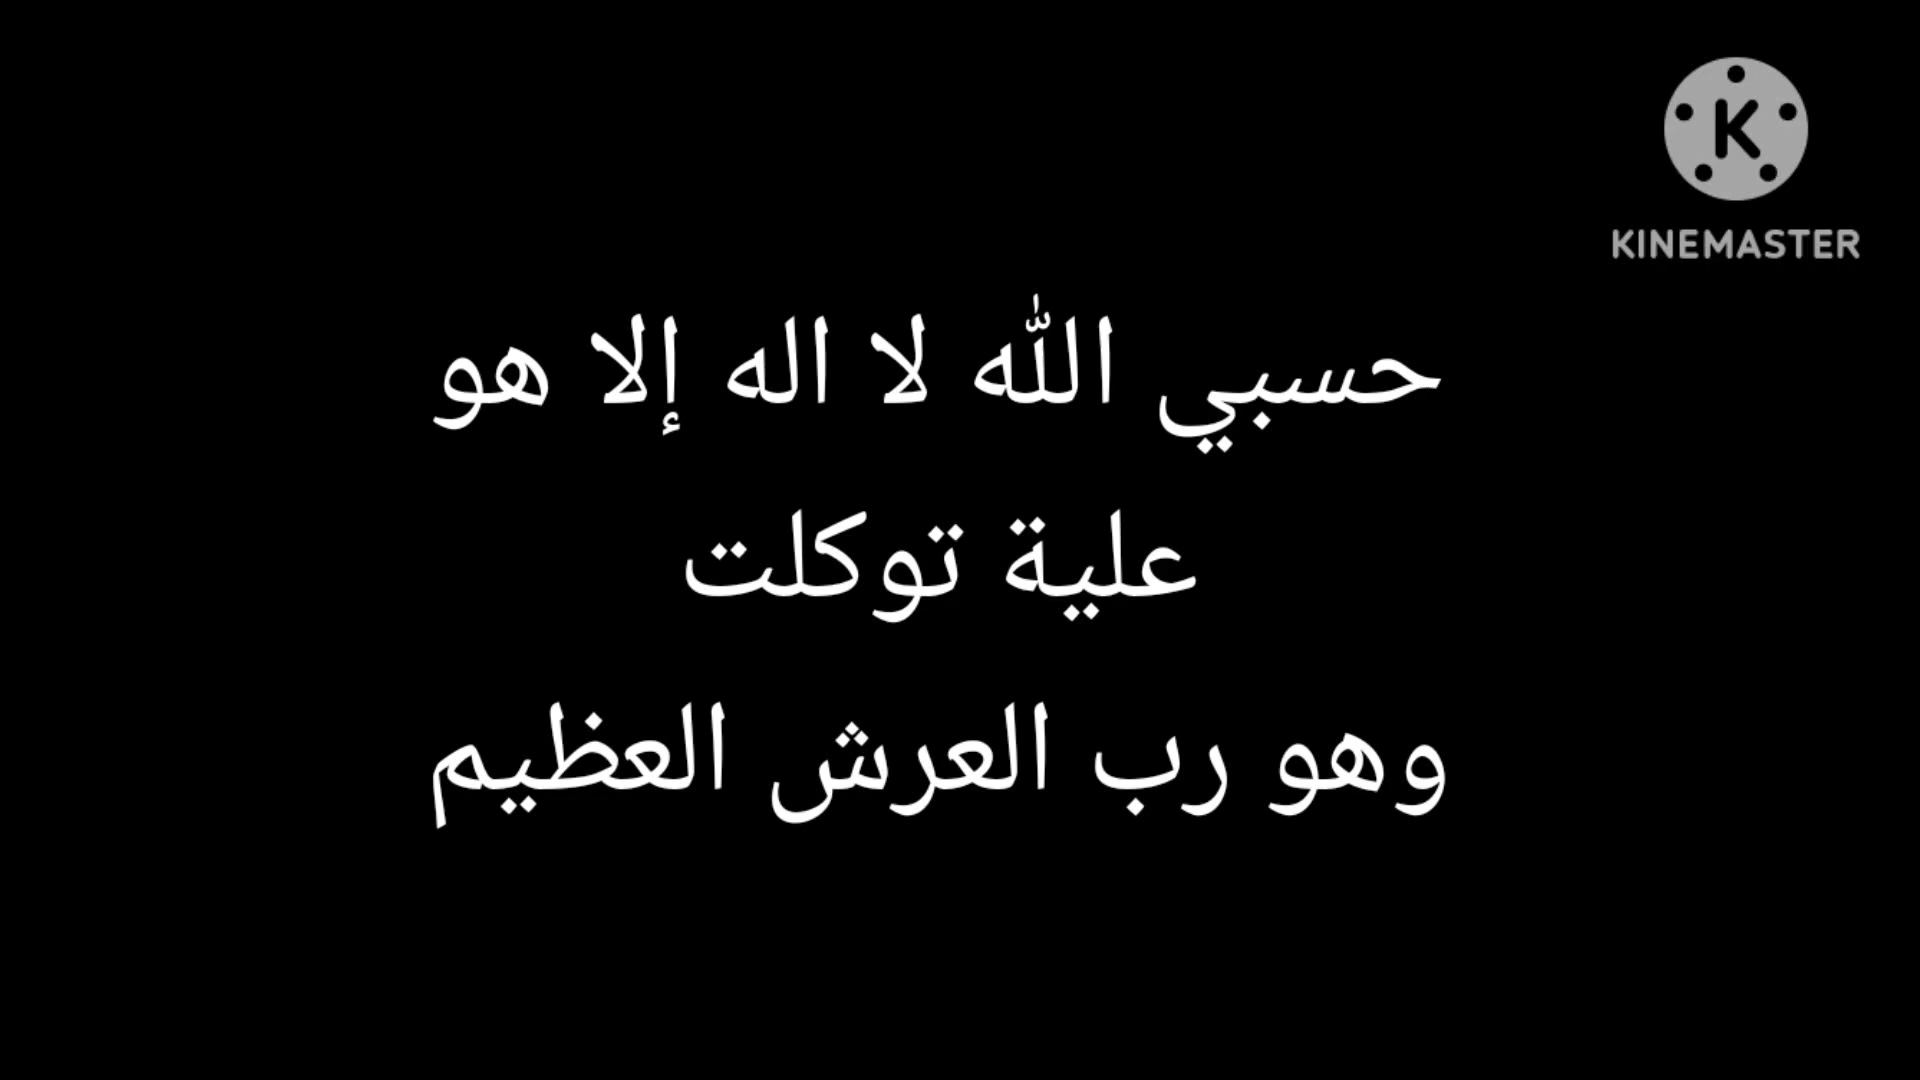 K
KINEMASTER
حسبي الله لا اله إلا هو
علية توكلت
وهو رب العرش العظيم